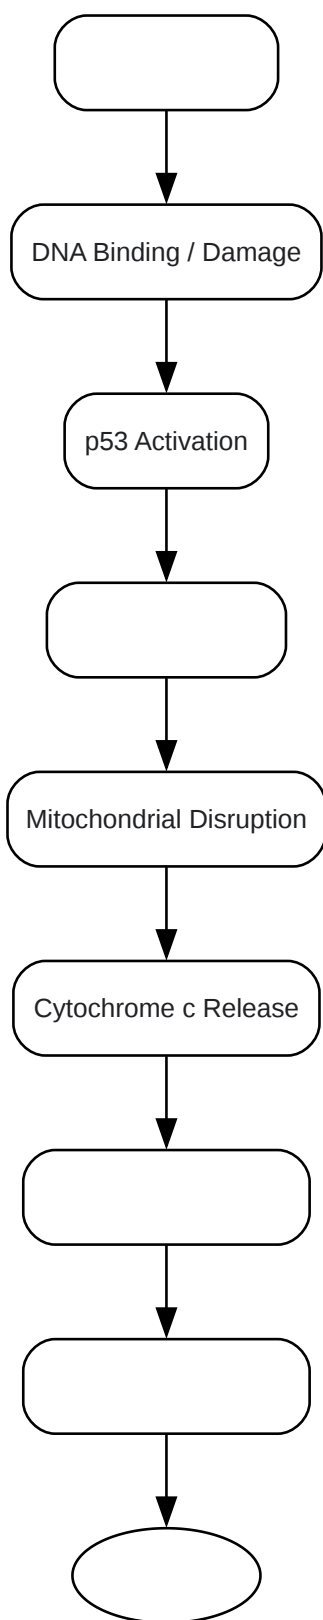 DNA Binding / Damage
p53 Activation
Mitochondrial Disruption
Cytochrome c Release